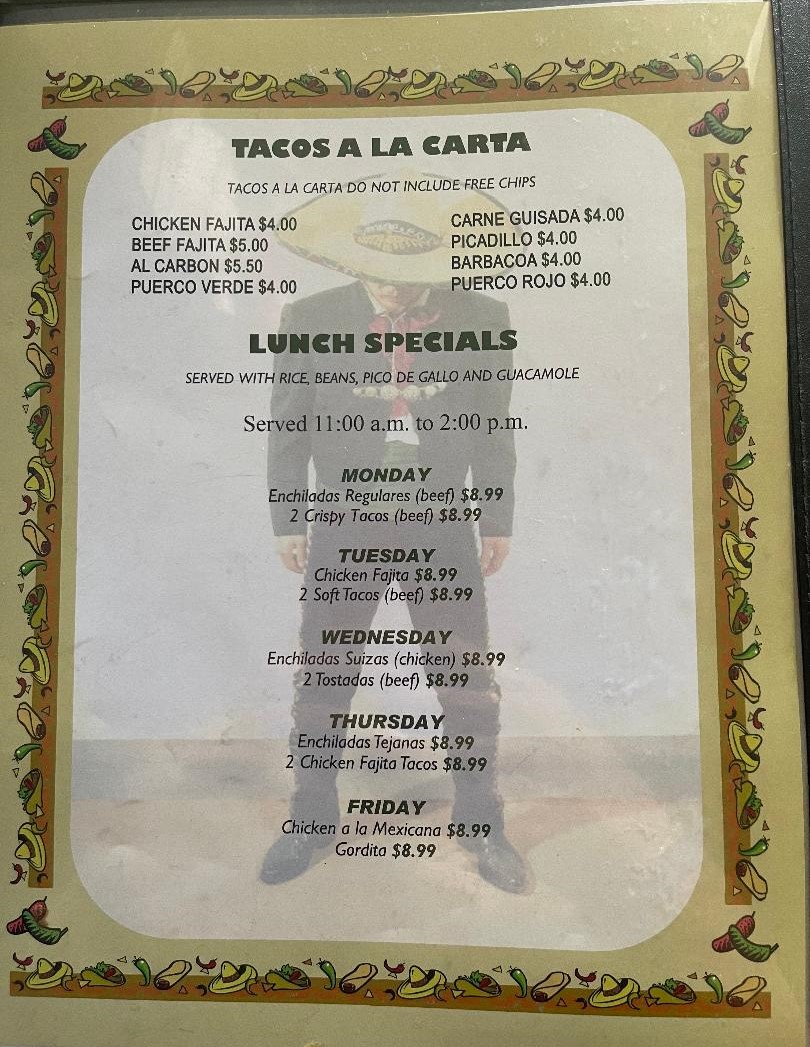 TACOS A LA CARTA
TACOS A LA CARTA DO NOT INCLUDE FREE CHIPS
CHICKEN FAJITA $4.00
BEEF FAJITA $5.00
AL CARBON $5.50
PUERCO VERDE $4.00
CARNE GUISADA $4.00
PICADILLO $4.00
BARBACOA $4.00
PUERCO ROJO $4.00
LUNCH SPECIALS
SERVED WITH RICE, BEANS, PICO DE GALLO AND GUACAMOLE
Served 11:00 a.m. to 2:00 p.m.
MONDAY
Enchiladas Regulares (beef) $8.99
2 Crispy Tacos (beef) $8.99
TUESDAY
Chicken Fajita $8.99
2 Soft Tacos (beef) $8.99
WEDNESDAY
Enchiladas Suizas (chicken) $8.99
2 Tostadas (beef) $8.99
THURSDAY
Enchiladas Tejanas $8.99
2 Chicken Fajita Tacos $8.99
FRIDAY
Chicken a la Mexicana $8.99
Gordita $8.99